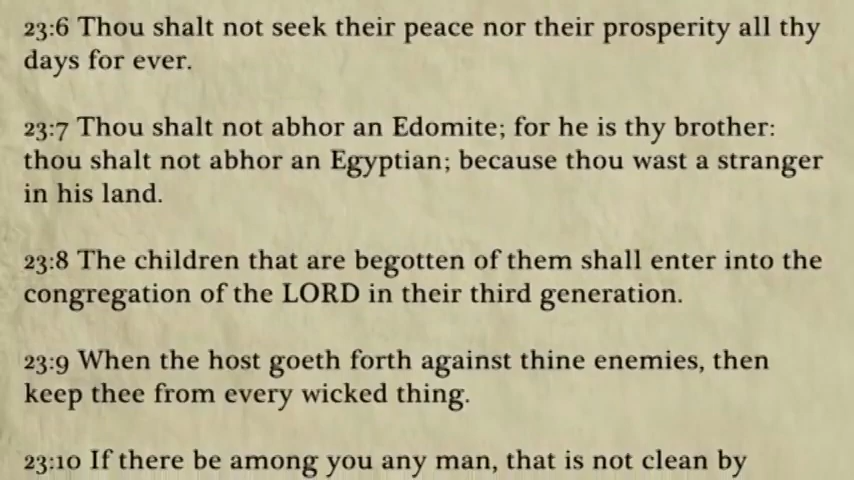 23:6 Thou shalt not seek their peace nor their prosperity all thy
days for ever.
23:7 Thou shalt not abhor an Edomite; for he is thy brother:
thou shalt not abhor an Egyptian; because thou wast a stranger
in his land.
23:8 The children that are begotten of them shall enter into the
congregation of the LORD in their third generation.
23:9 When the host goeth forth against thine enemies, then
keep thee from every wicked thing.
23:10 If there be among you any man, that is not clean by